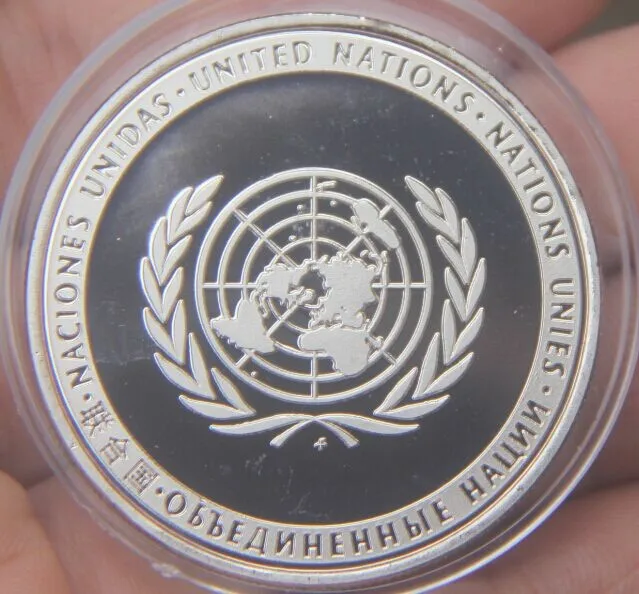 UNITED NATIONS · NATIONS UNIES · ОБЪЕДИНЕННЫЕ НАЦИИ · 联合国 · NACIONES UNIDAS ·